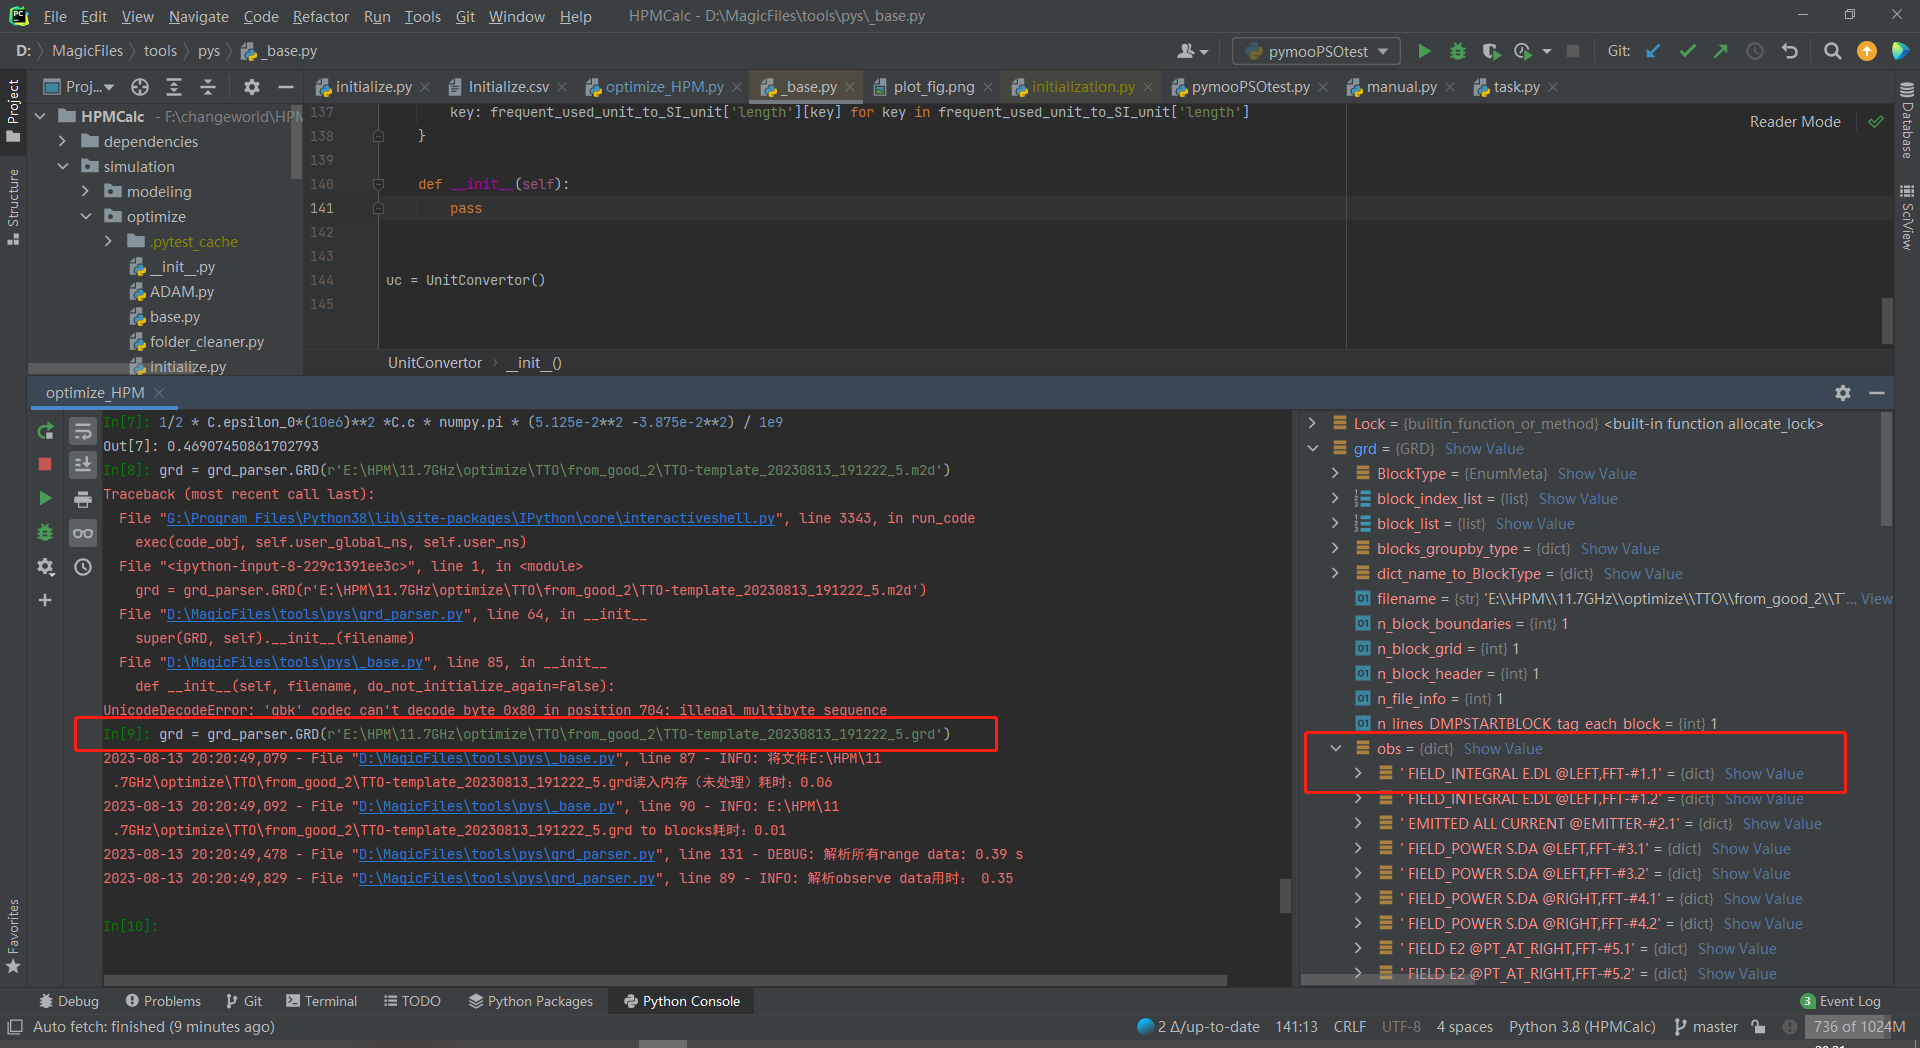 File Edit View Navigate Code Refactor Run Tools Git Window Help HPMCalc - D:\MagicFiles\tools\pys\_base.py
D: MagicFiles tools pys _base.py pymooPSOtest Git:
Project
Proj...
initialize.py Initialize.csv optimize_HPM.py _base.py plot_fig.png initialization.py pymooPSOtest.py manual.py task.py
HPMCalc - F:\changeworld\HPM
dependencies
simulation
modeling
optimize
.pytest_cache
__init__.py
ADAM.py
base.py
folder_cleaner.py
initialize.py
Structure
Favorites
Database
SciView
Reader Mode
137 key: frequent_used_unit_to_SI_unit['length'][key] for key in frequent_used_unit_to_SI_unit['length']
138 }
139
140 def __init__(self):
141 pass
142
143
144 uc = UnitConvertor()
145
UnitConvertor __init__()
optimize_HPM
In[7]: 1/2 * C.epsilon_0*(10e6)**2 *C.c * numpy.pi * (5.125e-2**2 -3.875e-2**2) / 1e9
Out[7]: 0.46907450861702793
In[8]: grd = grd_parser.GRD(r'E:\HPM\11.7GHz\optimize\TTO\from_good_2\TTO-template_20230813_191222_5.m2d')
Traceback (most recent call last):
File "G:\Program Files\Python38\lib\site-packages\IPython\core\interactiveshell.py", line 3343, in run_code
exec(code_obj, self.user_global_ns, self.user_ns)
File "<ipython-input-8-229c1391ee3c>", line 1, in <module>
grd = grd_parser.GRD(r'E:\HPM\11.7GHz\optimize\TTO\from_good_2\TTO-template_20230813_191222_5.m2d')
File "D:\MagicFiles\tools\pys\grd_parser.py", line 64, in __init__
super(GRD, self).__init__(filename)
File "D:\MagicFiles\tools\pys\_base.py", line 85, in __init__
def __init__(self, filename, do_not_initialize_again=False):
UnicodeDecodeError: 'gbk' codec can't decode byte 0x80 in position 704: illegal multibyte sequence
In[9]: grd = grd_parser.GRD(r'E:\HPM\11.7GHz\optimize\TTO\from_good_2\TTO-template_20230813_191222_5.grd')
2023-08-13 20:20:49,079 - File "D:\MagicFiles\tools\pys\_base.py", line 87 - INFO: 将文件E:\HPM\11
.7GHz\optimize\TTO\from_good_2\TTO-template_20230813_191222_5.grd读入内存（未处理）耗时：0.06
2023-08-13 20:20:49,092 - File "D:\MagicFiles\tools\pys\_base.py", line 90 - INFO: E:\HPM\11
.7GHz\optimize\TTO\from_good_2\TTO-template_20230813_191222_5.grd to blocks耗时：0.01
2023-08-13 20:20:49,478 - File "D:\MagicFiles\tools\pys\grd_parser.py", line 131 - DEBUG: 解析所有range data: 0.39 s
2023-08-13 20:20:49,829 - File "D:\MagicFiles\tools\pys\grd_parser.py", line 89 - INFO: 解析observe data用时： 0.35
In[10]:
Lock = {builtin_function_or_method} <built-in function allocate_lock>
grd = {GRD} Show Value
BlockType = {EnumMeta} Show Value
block_index_list = {list} Show Value
block_list = {list} Show Value
blocks_groupby_type = {dict} Show Value
dict_name_to_BlockType = {dict} Show Value
filename = {str} 'E:\\HPM\\11.7GHz\\optimize\\TTO\\from_good_2\\T'... View
n_block_boundaries = {int} 1
n_block_grid = {int} 1
n_block_header = {int} 1
n_file_info = {int} 1
n_lines_DMPSTARTBLOCK_tag_each_block = {int} 1
obs = {dict} Show Value
' FIELD_INTEGRAL E.DL @LEFT,FFT-#1.1' = {dict} Show Value
' FIELD_INTEGRAL E.DL @LEFT,FFT-#1.2' = {dict} Show Value
' EMITTED ALL CURRENT @EMITTER-#2.1' = {dict} Show Value
' FIELD_POWER S.DA @LEFT,FFT-#3.1' = {dict} Show Value
' FIELD_POWER S.DA @LEFT,FFT-#3.2' = {dict} Show Value
' FIELD_POWER S.DA @RIGHT,FFT-#4.1' = {dict} Show Value
' FIELD_POWER S.DA @RIGHT,FFT-#4.2' = {dict} Show Value
' FIELD E2 @PT_AT_RIGHT,FFT-#5.1' = {dict} Show Value
' FIELD E2 @PT_AT_RIGHT,FFT-#5.2' = {dict} Show Value
Debug Problems Git Terminal TODO Python Packages Python Console 3 Event Log
Auto fetch: finished (9 minutes ago) 2 Δ/up-to-date 141:13 CRLF UTF-8 4 spaces Python 3.8 (HPMCalc) master 736 of 1024M